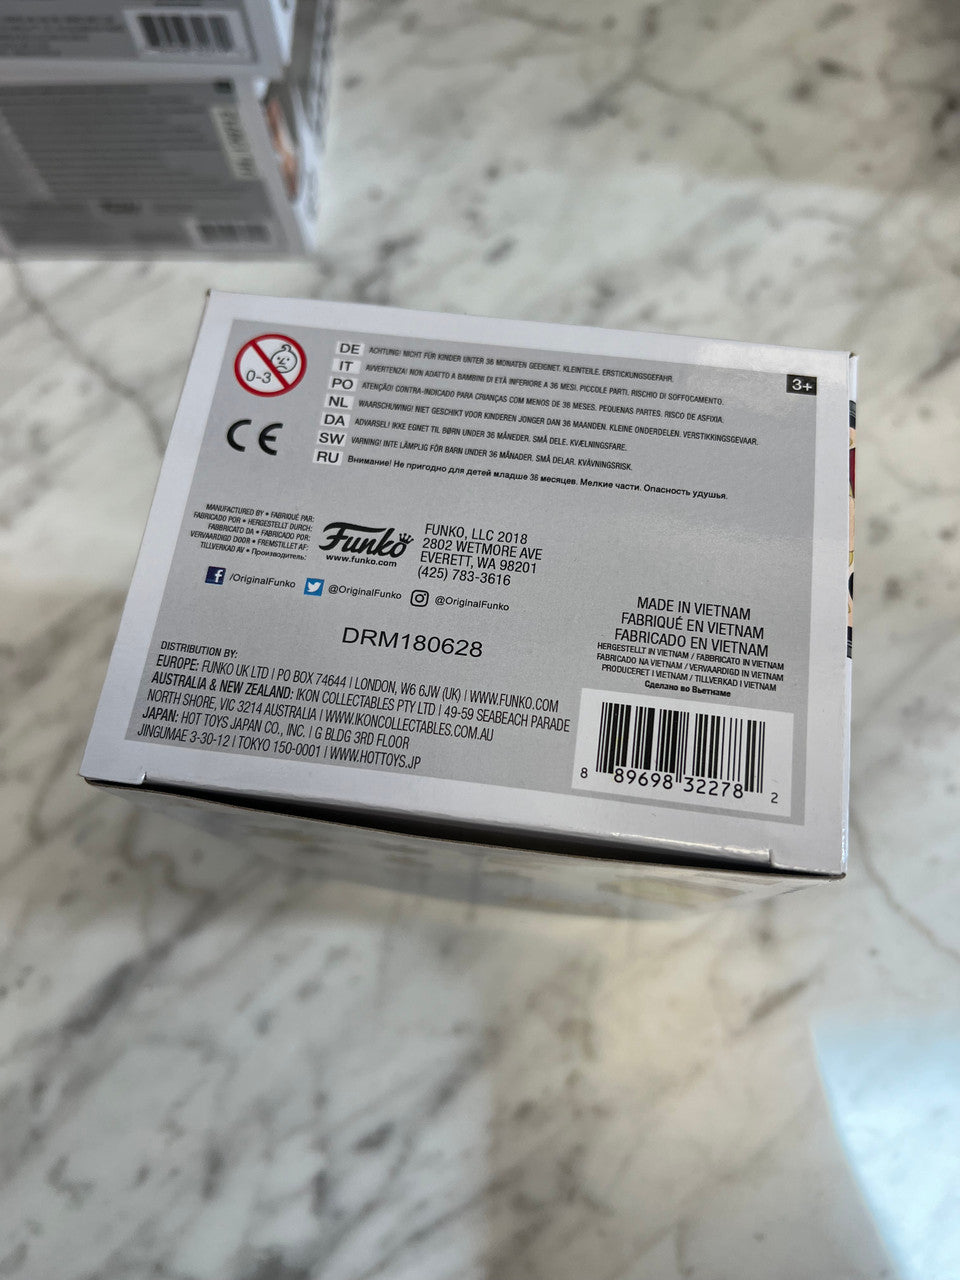 0-3
DE ACHTUNG! NICHT FÜR KINDER UNTER 36 MONATEN GEEIGNET. KLEINTEILE. ERSTICKUNGSGEFAHR.
IT AVVERTENZA! NON ADATTO A BAMBINI DI ETÀ INFERIORE A 36 MESI. PICCOLE PARTI. RISCHIO DI SOFFOCAMENTO.
PO ATENÇÃO! CONTRA-INDICADO PARA CRIANÇAS COM MENOS DE 36 MESES. PEQUENAS PARTES. RISCO DE ASFIXIA.
NL WAARSCHUWING! NIET GESCHIKT VOOR KINDEREN JONGER DAN 36 MAANDEN. KLEINE ONDERDELEN. VERSTIKKINGSGEVAAR.
DA ADVARSEL! IKKE EGNET TIL BØRN UNDER 36 MÅNEDER. SMÅ DELE. KVÆLNINGSFARE.
SW VARNING! INTE LÄMPLIG FÖR BARN UNDER 36 MÅNADER. SMÅ DELAR. KVÄVNINGSRISK.
RU Внимание! Не пригодно для детей младше 36 месяцев. Мелкие части. Опасность удушья.
3+
CE
MANUFACTURED BY • FABRIQUÉ PAR:
FABRICADO POR • HERGESTELLT DURCH:
FABBRICATO DA • FABRICADO POR:
VERVAARDIGD DOOR • FREMSTILLET AF:
TILLVERKAD AV • Производитель:
Funko
www.funko.com
FUNKO, LLC 2018
2802 WETMORE AVE
EVERETT, WA 98201
(425) 783-3616
/OriginalFunko @OriginalFunko @OriginalFunko
DRM180628
MADE IN VIETNAM
FABRIQUÉ EN VIETNAM
FABRICADO EN VIETNAM
HERGESTELLT IN VIETNAM / FABBRICATO IN VIETNAM
FABRICADO NA VIETNAM / VERVAARDIGD IN VIETNAM
PRODUCERET I VIETNAM / TILLVERKAD I VIETNAM
Сделано во Вьетнаме
DISTRIBUTION BY:
EUROPE: FUNKO UK LTD | PO BOX 74644 | LONDON, W6 6JW (UK) | WWW.FUNKO.COM
AUSTRALIA & NEW ZEALAND: IKON COLLECTABLES PTY LTD | 49-59 SEABEACH PARADE
NORTH SHORE, VIC 3214 AUSTRALIA | WWW.IKONCOLLECTABLES.COM.AU
JAPAN: HOT TOYS JAPAN CO., INC. | G BLDG 3RD FLOOR
JINGUMAE 3-30-12 | TOKYO 150-0001 | WWW.HOTTOYS.JP
8 89698 32278 2